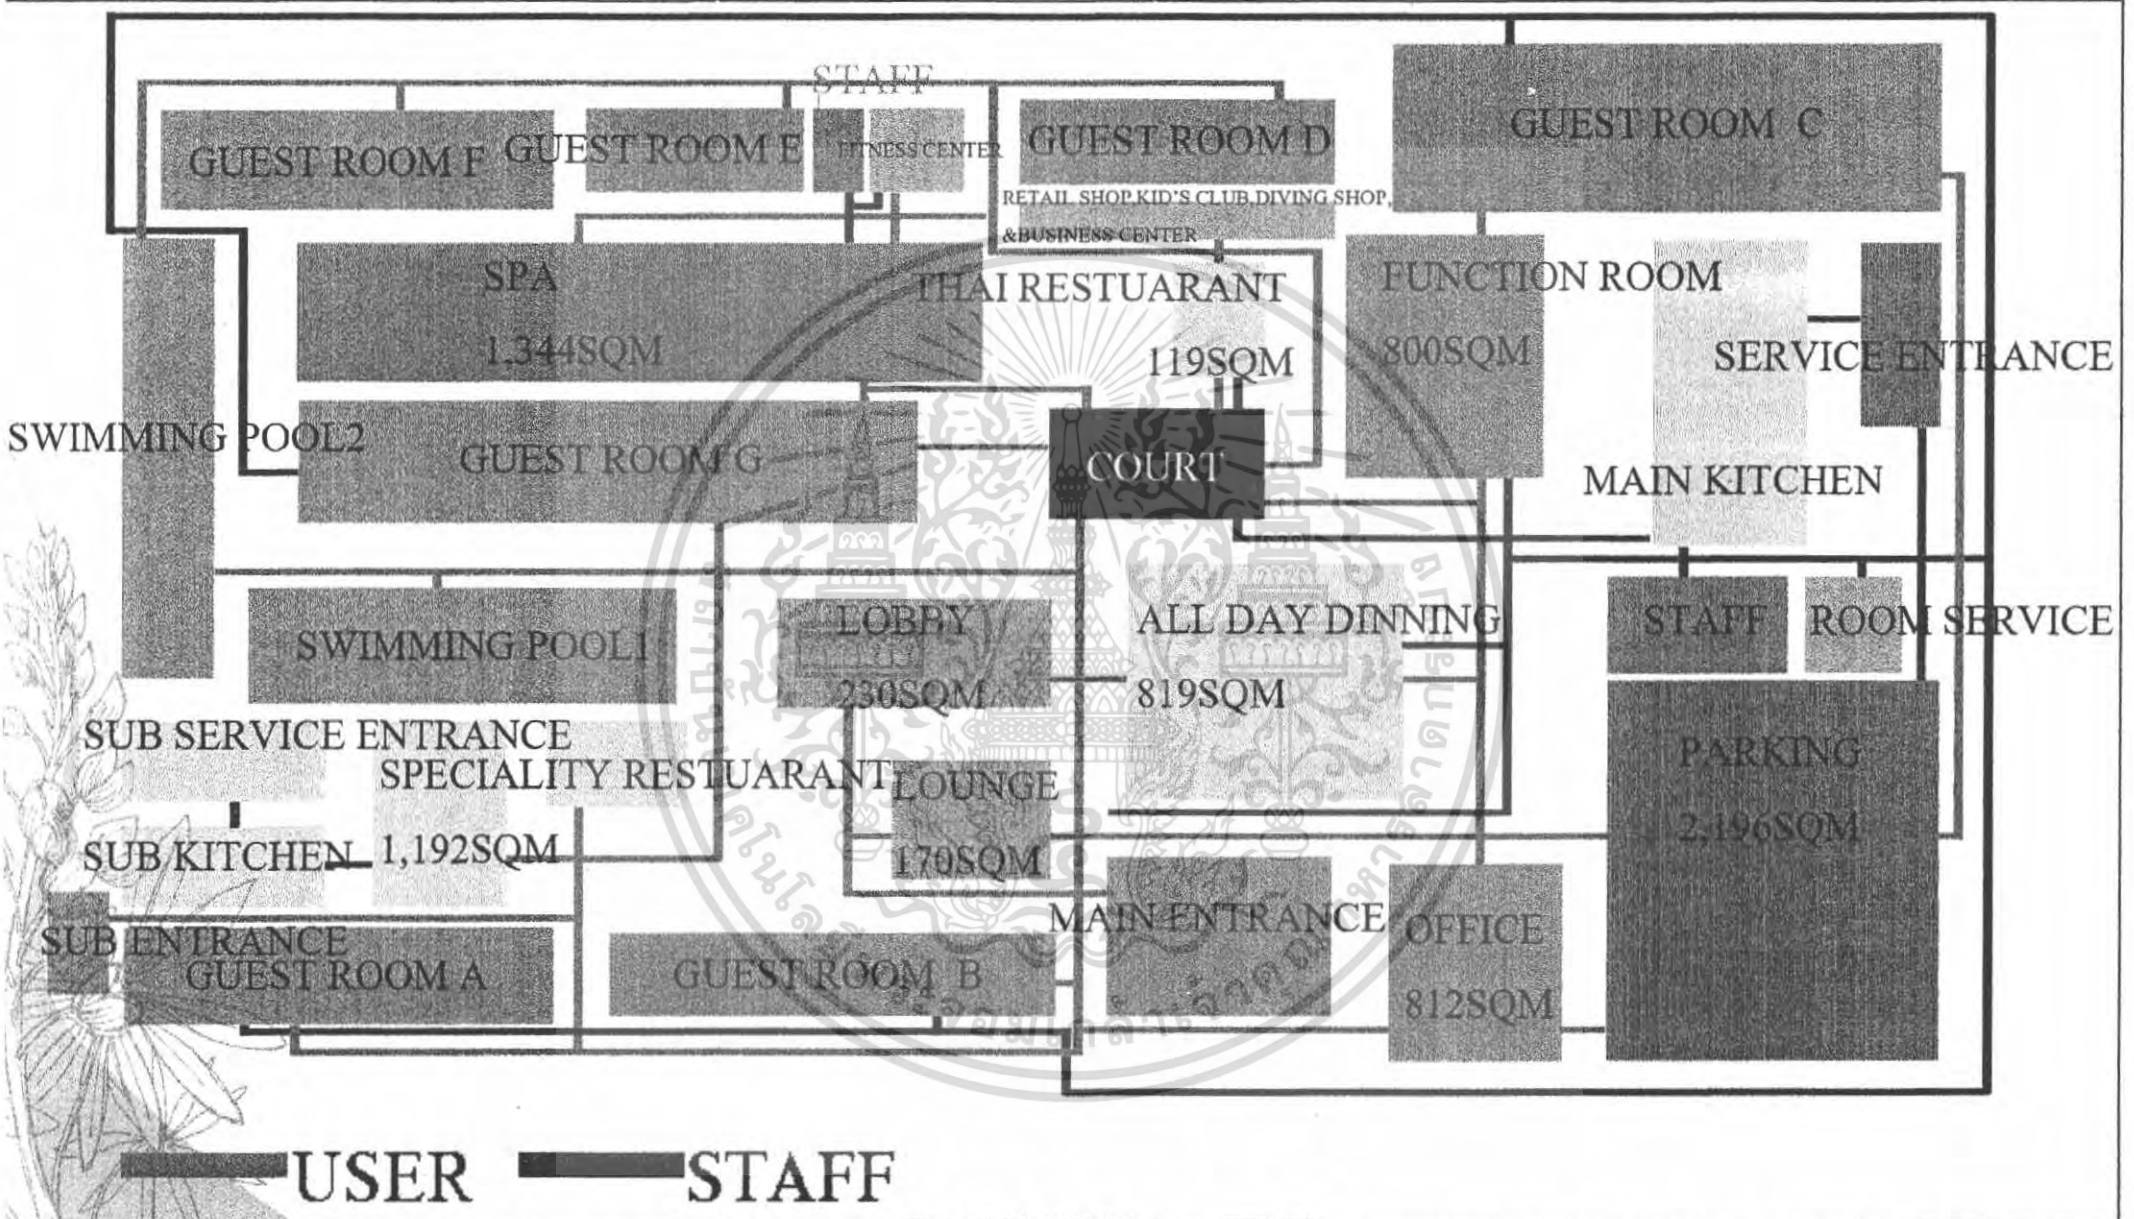 STAFF
GUEST ROOM C
GUEST ROOM F
GUEST ROOM E
FITNESS CENTER
GUEST ROOM D
RETAIL SHOP,KID'S CLUB,DIVING SHOP,
&BUSINESS CENTER
SPA
1,344SQM
THAI RESTUARANT
119SQM
FUNCTION ROOM
800SQM
SERVICE ENTRANCE
SWIMMING POOL2
GUEST ROOM G
COURT
MAIN KITCHEN
SWIMMING POOL1
LOBBY
230SQM
ALL DAY DINNING
819SQM
STAFF
ROOM SERVICE
SUB SERVICE ENTRANCE
SPECIALITY RESTUARANT
1,192SQM
LOUNGE
170SQM
PARKING
2,196SQM
SUB KITCHEN
MAIN ENTRANCE
OFFICE
812SQM
SUB ENTRANCE
GUEST ROOM A
GUEST ROOM B
USER
STAFF